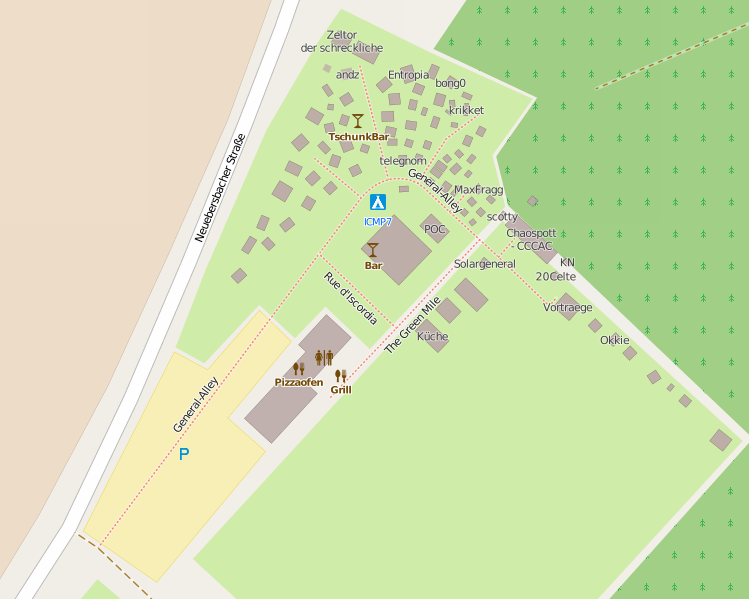 Zeltor
der schreckliche
andz
Entropia
bong0
krikket
TschunkBar
telegnom
General-Alley
MaxFragg
ICMP7
scotty
POC
Chaospott
CCCAC
Neuebersbacher Straße
Bar
Solargeneral
KN
20Celte
Rue d'Iscordia
Vortraege
The Green Mile
Küche
Okkie
Pizzaofen
Grill
General-Alley
P